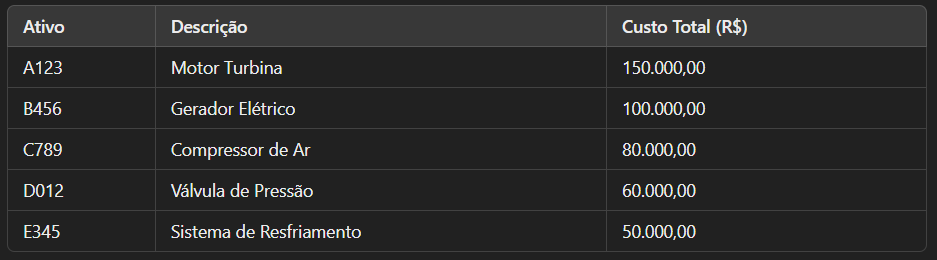 Ativo Descrição Custo Total (R$)
A123 Motor Turbina 150.000,00
B456 Gerador Elétrico 100.000,00
C789 Compressor de Ar 80.000,00
D012 Válvula de Pressão 60.000,00
E345 Sistema de Resfriamento 50.000,00